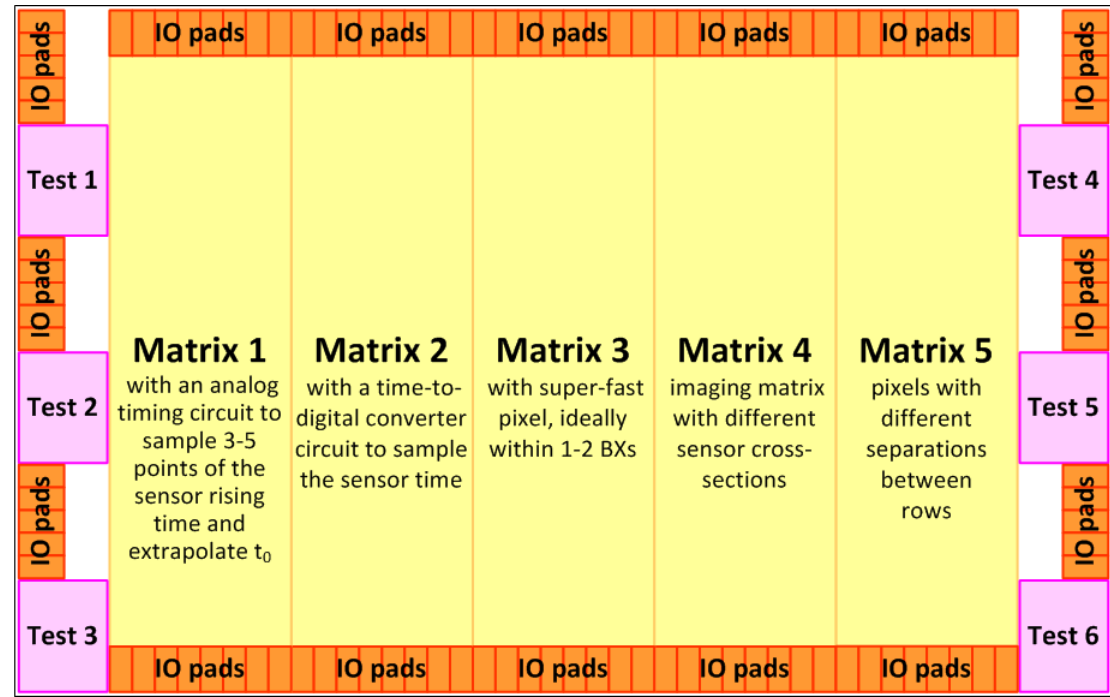 IO pads
IO pads
IO pads
IO pads
IO pads
IO pads
IO pads
Test 1
Test 4
IO pads
IO pads
Matrix 1
with an analog
timing circuit to
sample 3-5
points of the
sensor rising
time and
extrapolate t₀
Matrix 2
with a time-to-
digital converter
circuit to sample
the sensor time
Matrix 3
with super-fast
pixel, ideally
within 1-2 BXs
Matrix 4
imaging matrix
with different
sensor cross-
sections
Matrix 5
pixels with
different
separations
between
rows
Test 2
Test 5
IO pads
IO pads
Test 3
Test 6
IO pads
IO pads
IO pads
IO pads
IO pads